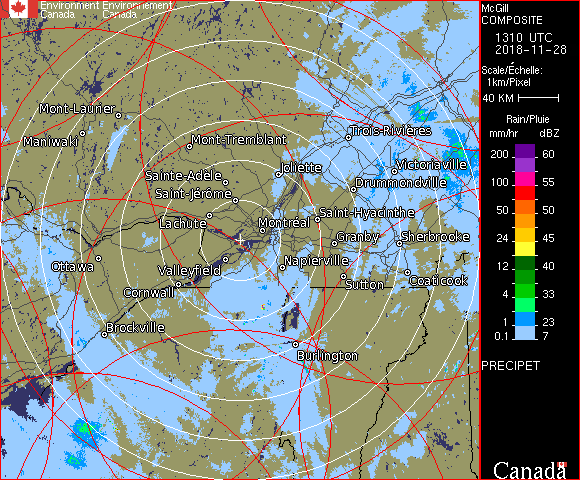 Environment Environnement
Canada Canada
McGill
COMPOSITE
1310 UTC
2018-11-28
Scale/Échelle:
1km/Pixel
40 KM
Rain/Pluie
mm/hr dBZ
200 60
100 55
50 50
24 45
12 40
4 33
1 23
0.1 7
PRECIPET
Canada
Mont-Laurier
Maniwaki
Mont-Tremblant
Trois-Rivières
Sainte-Adèle
Joliette
Victoriaville
Saint-Jérôme
Drummondville
Lachute
Montréal
Saint-Hyacinthe
Granby
Sherbrooke
Ottawa
Valleyfield
Napierville
Cornwall
Sutton
Coaticook
Brockville
Burlington